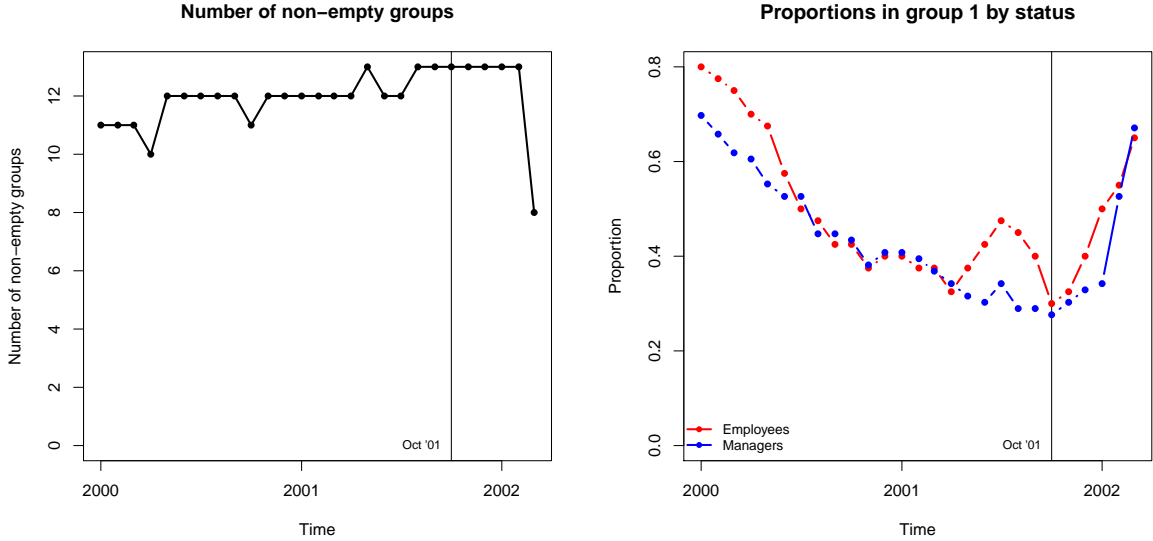 Number of non−empty groups
Number of non−empty groups
0
2
4
6
8
10
12
Oct '01
2000
2001
2002
Time
Proportions in group 1 by status
Proportion
0.0
0.2
0.4
0.6
0.8
Employees
Managers
Oct '01
2000
2001
2002
Time